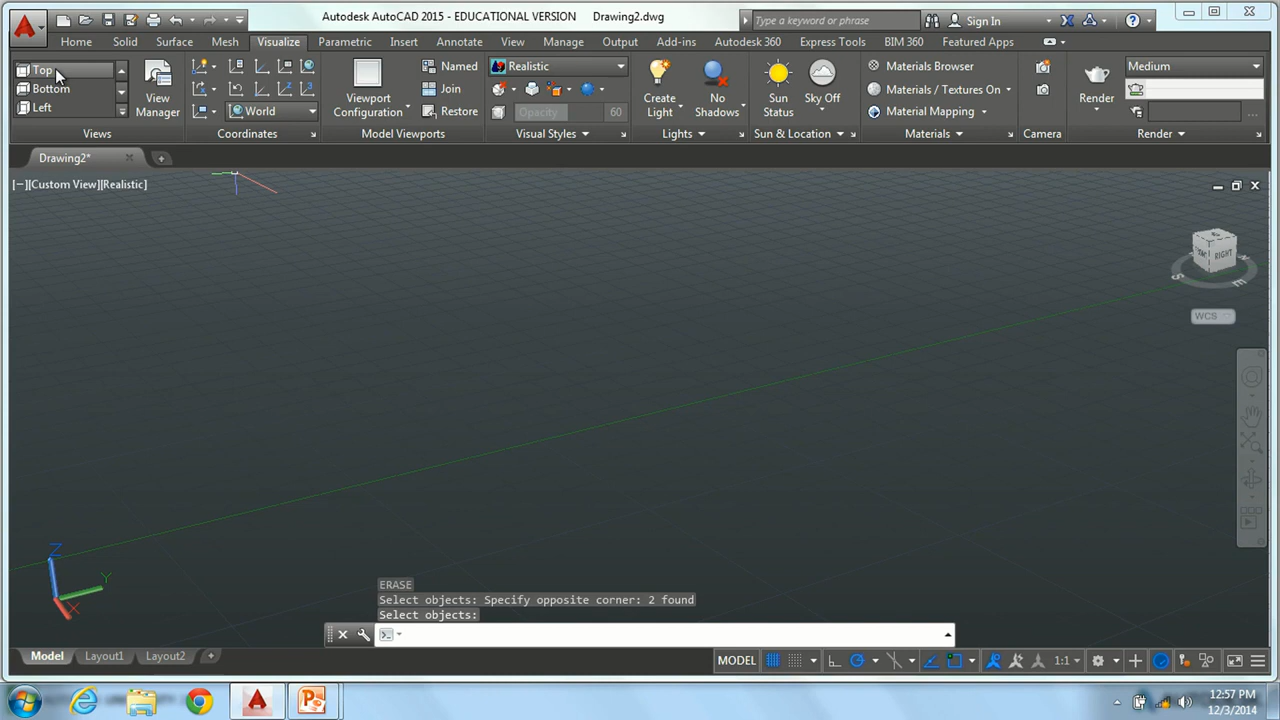 Autodesk AutoCAD 2015 - EDUCATIONAL VERSION Drawing2.dwg
Type a keyword or phrase
Sign In
Home Solid Surface Mesh Visualize Parametric Insert Annotate View Manage Output Add-ins Autodesk 360 Express Tools BIM 360 Featured Apps
Top
Bottom
Left
View
Manager
World
Viewport
Configuration
Named
Join
Restore
Realistic
Opacity 60
Create
Light
No
Shadows
Sun
Status
Sky Off
Materials Browser
Materials / Textures On
Material Mapping
Render
Medium
Views Coordinates Model Viewports Visual Styles Lights Sun & Location Materials Camera Render
Drawing2*
[−][Custom View][Realistic]
RIGHT
S
E
WCS
Z
Y
X
ERASE
Select objects: Specify opposite corner: 2 found
Select objects:
Model Layout1 Layout2
MODEL
1:1
12:57 PM
12/3/2014